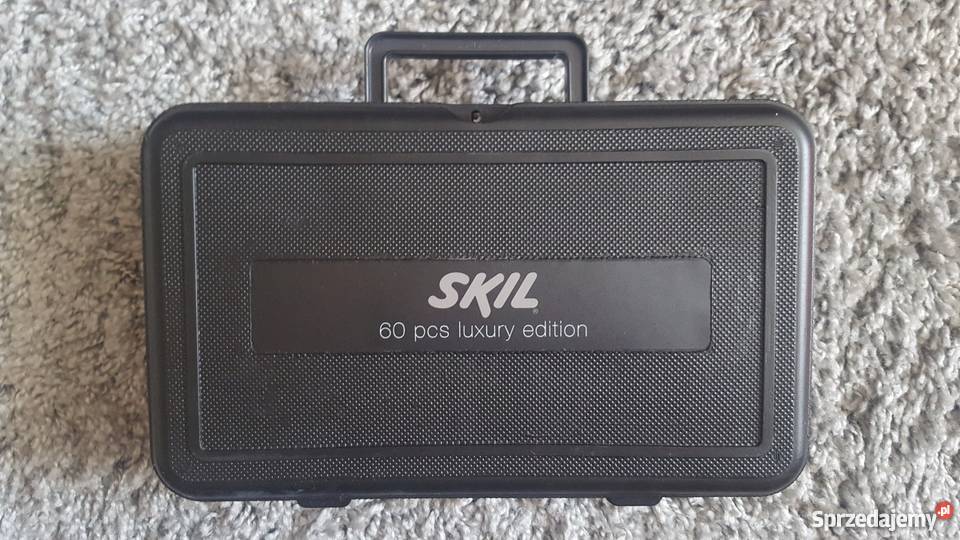 SKIL®
60 pcs luxury edition
Sprzedajemy.pl